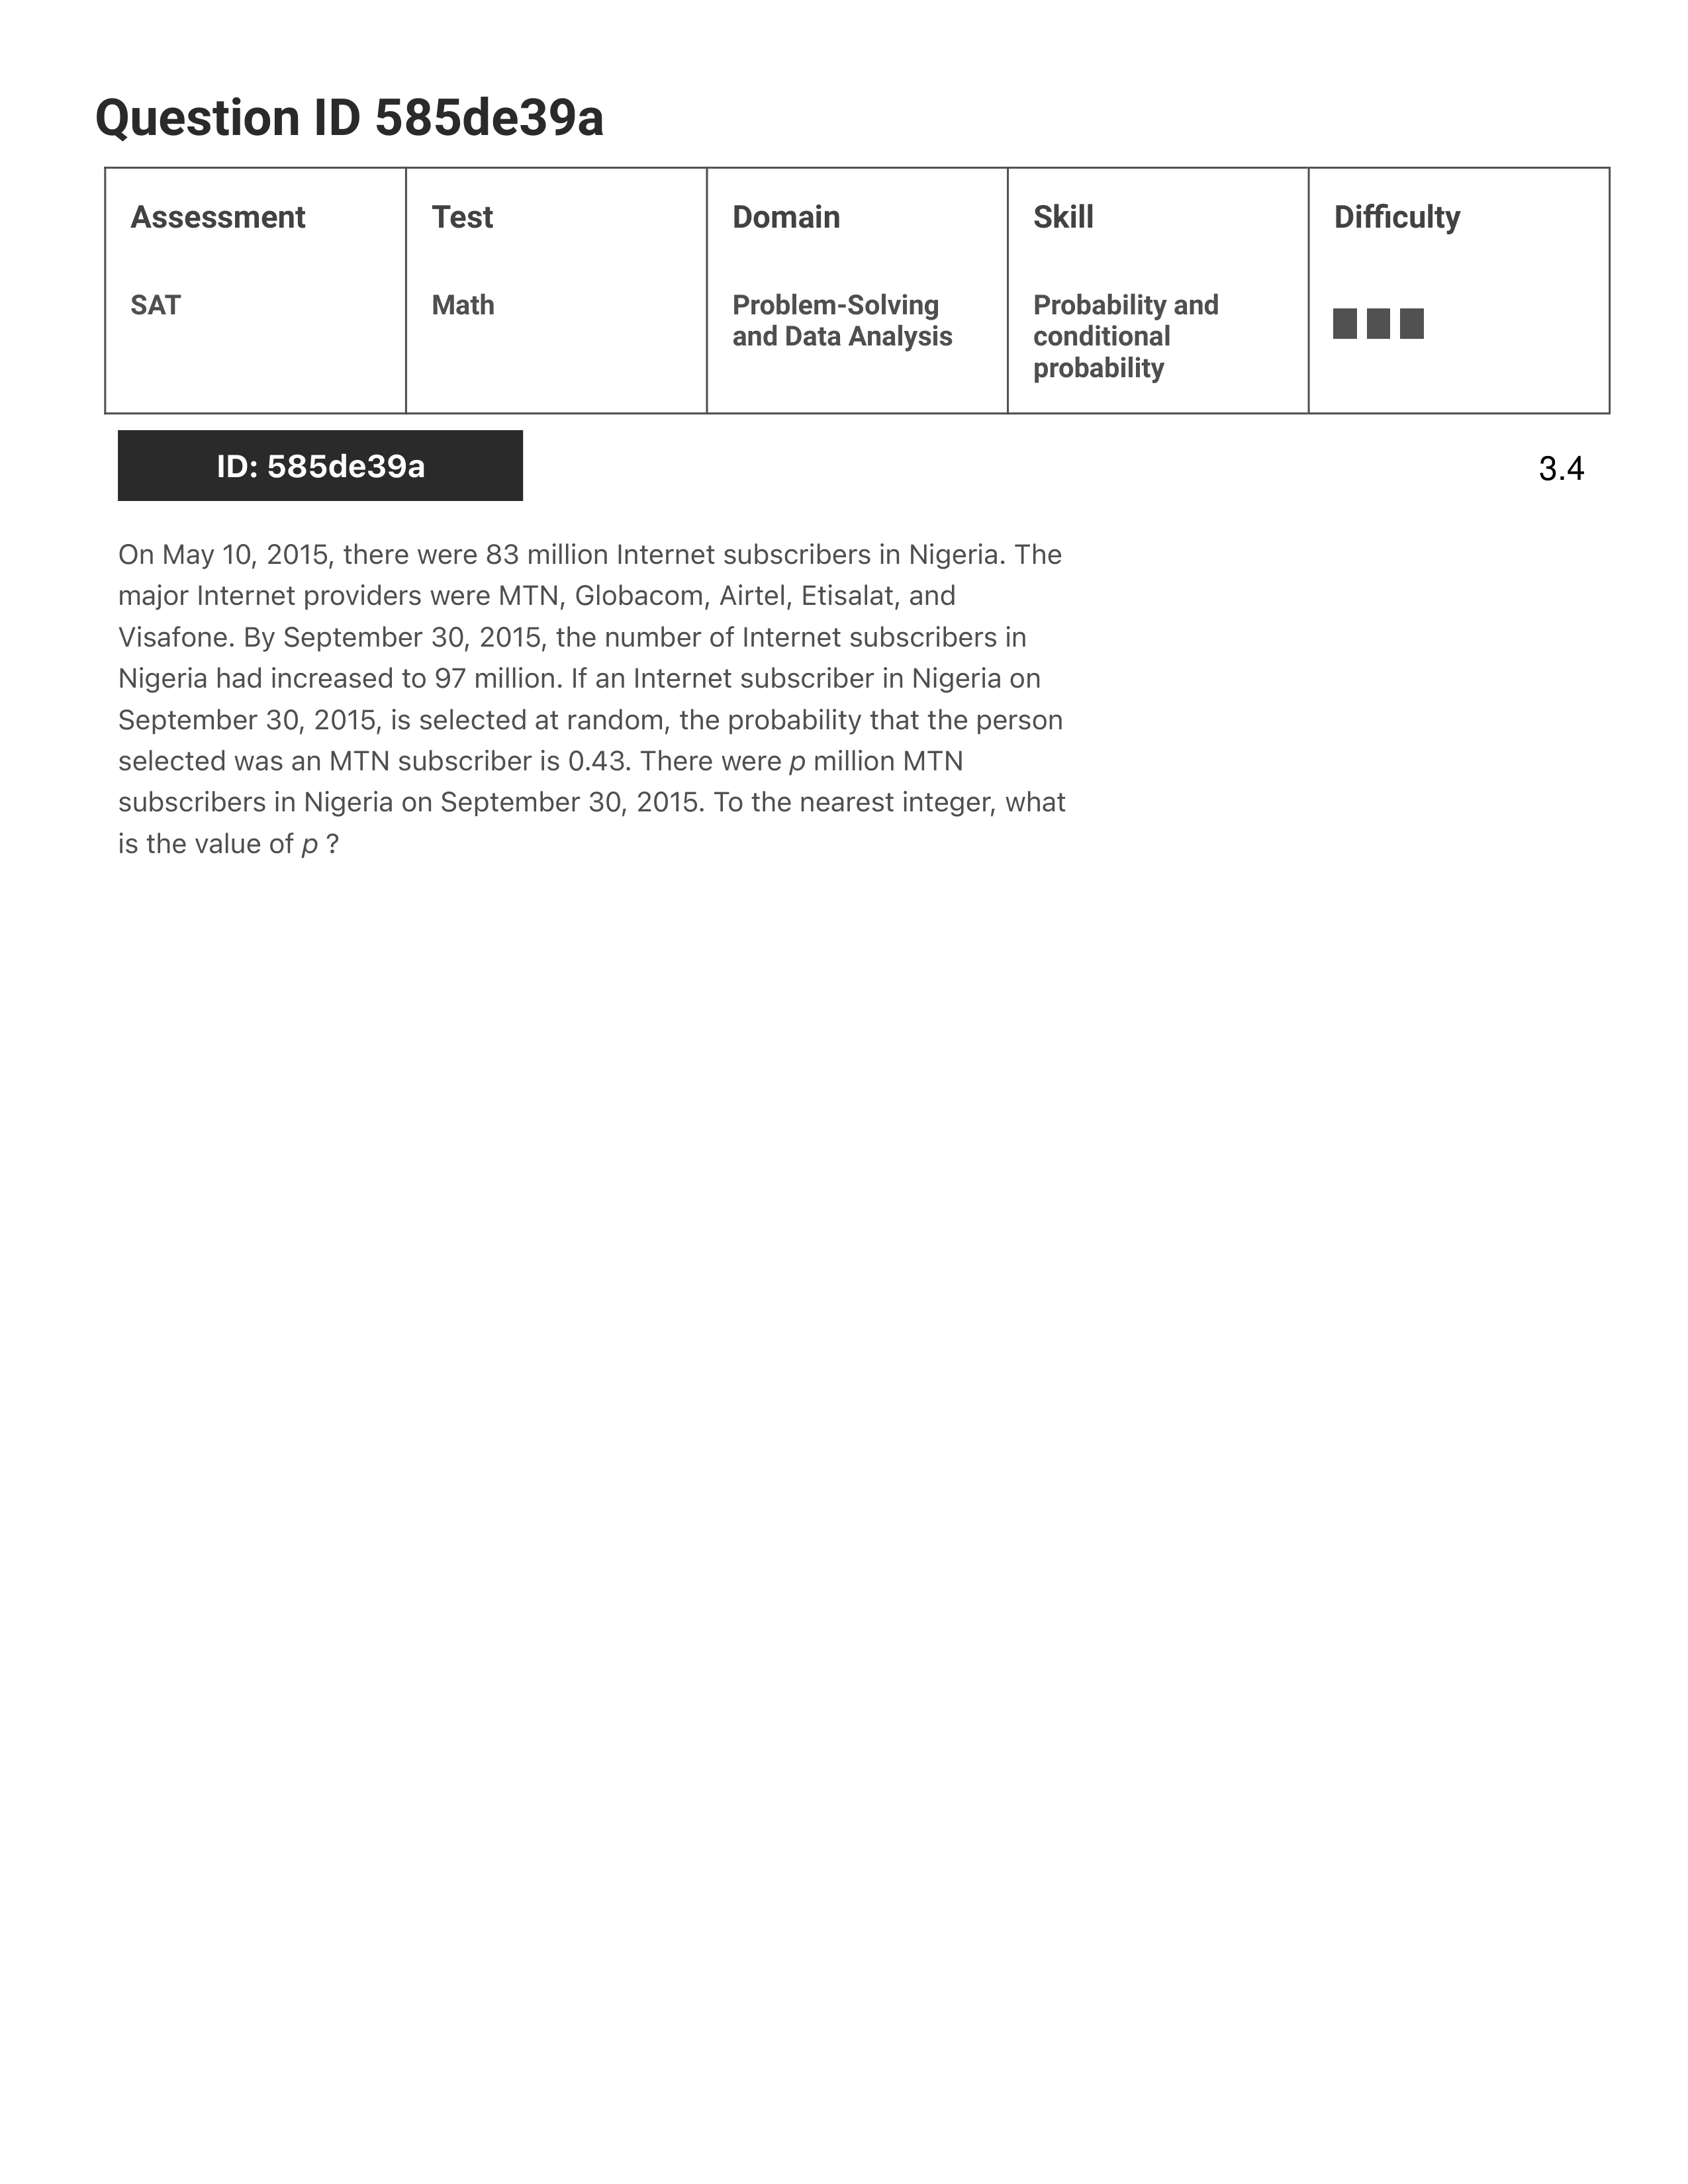 Question ID 585de39a
Assessment
Test
Domain
Skill
Difficulty
SAT
Math
Problem-Solving
and Data Analysis
Probability and
conditional
probability
ID: 585de39a
3.4
On May 10, 2015, there were 83 million Internet subscribers in Nigeria. The
major Internet providers were MTN, Globacom, Airtel, Etisalat, and
Visafone. By September 30, 2015, the number of Internet subscribers in
Nigeria had increased to 97 million. If an Internet subscriber in Nigeria on
September 30, 2015, is selected at random, the probability that the person
selected was an MTN subscriber is 0.43. There were p million MTN
subscribers in Nigeria on September 30, 2015. To the nearest integer, what
is the value of p ?